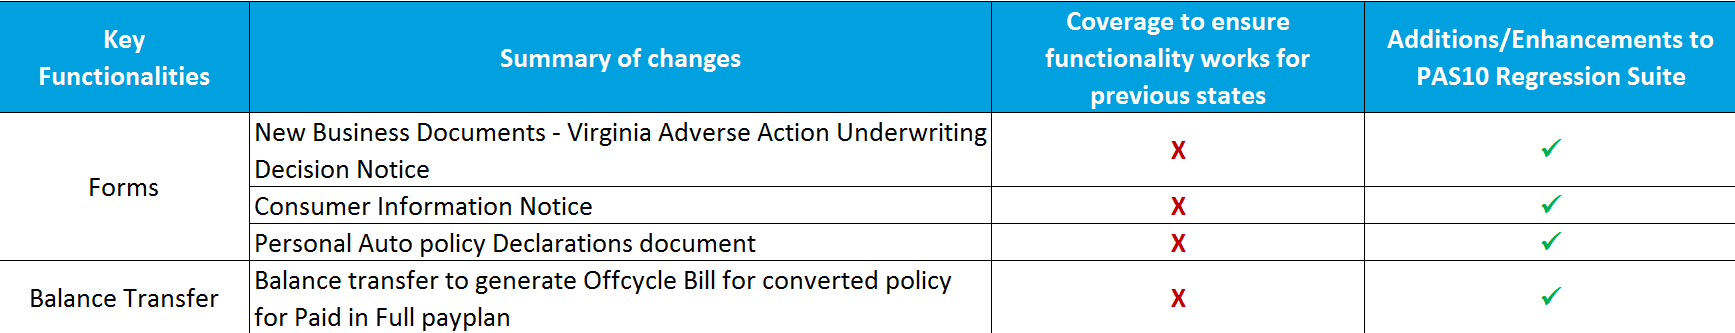 Key
Functionalities
Summary of changes
Coverage to ensure
functionality works for
previous states
Additions/Enhancements to
PAS10 Regression Suite
Forms
New Business Documents - Virginia Adverse Action Underwriting
Decision Notice
X
✓
Consumer Information Notice
X
✓
Personal Auto policy Declarations document
X
✓
Balance Transfer
Balance transfer to generate Offcycle Bill for converted policy
for Paid in Full payplan
X
✓